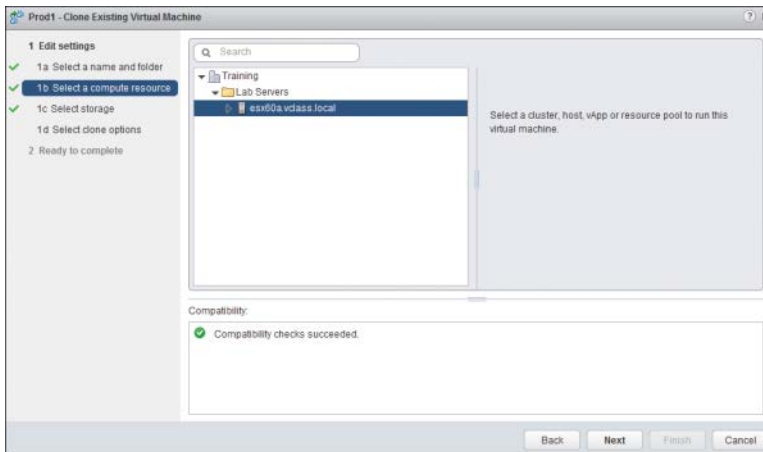 Prod1 - Clone Existing Virtual Machine
?
1 Edit settings
1a Select a name and folder
1b Select a compute resource
1c Select storage
1d Select clone options
2 Ready to complete
Search
Training
Lab Servers
esx60a.vclass.local
Select a cluster, host, vApp or resource pool to run this
virtual machine.
Compatibility:
Compatibility checks succeeded.
Back
Next
Finish
Cancel